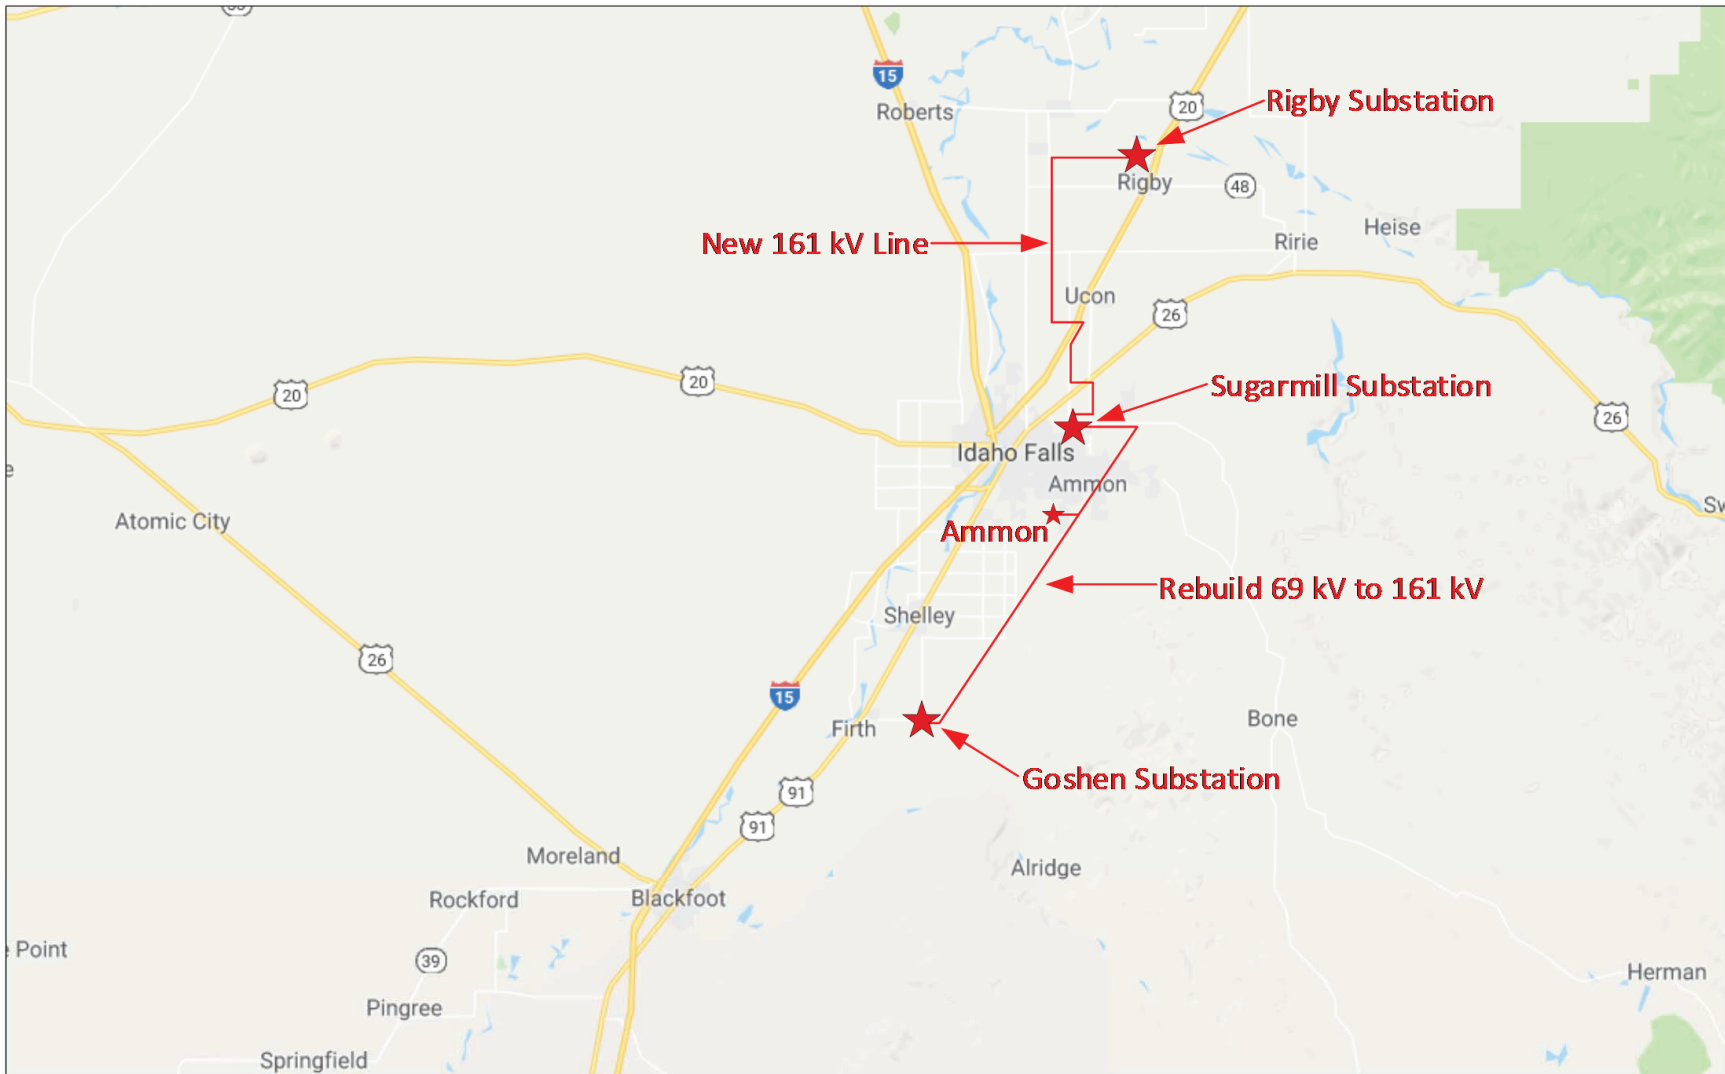 15
Roberts
20
Rigby Substation
Rigby
48
New 161 kV Line
Ririe
Heise
Ucon
26
20
20
Sugarmill Substation
26
Idaho Falls
Ammon
Atomic City
Ammon
Rebuild 69 kV to 161 kV
Shelley
26
15
Firth
Bone
Goshen Substation
91
91
Moreland
Alridge
Rockford
Blackfoot
Point
39
Herman
Pingree
Springfield